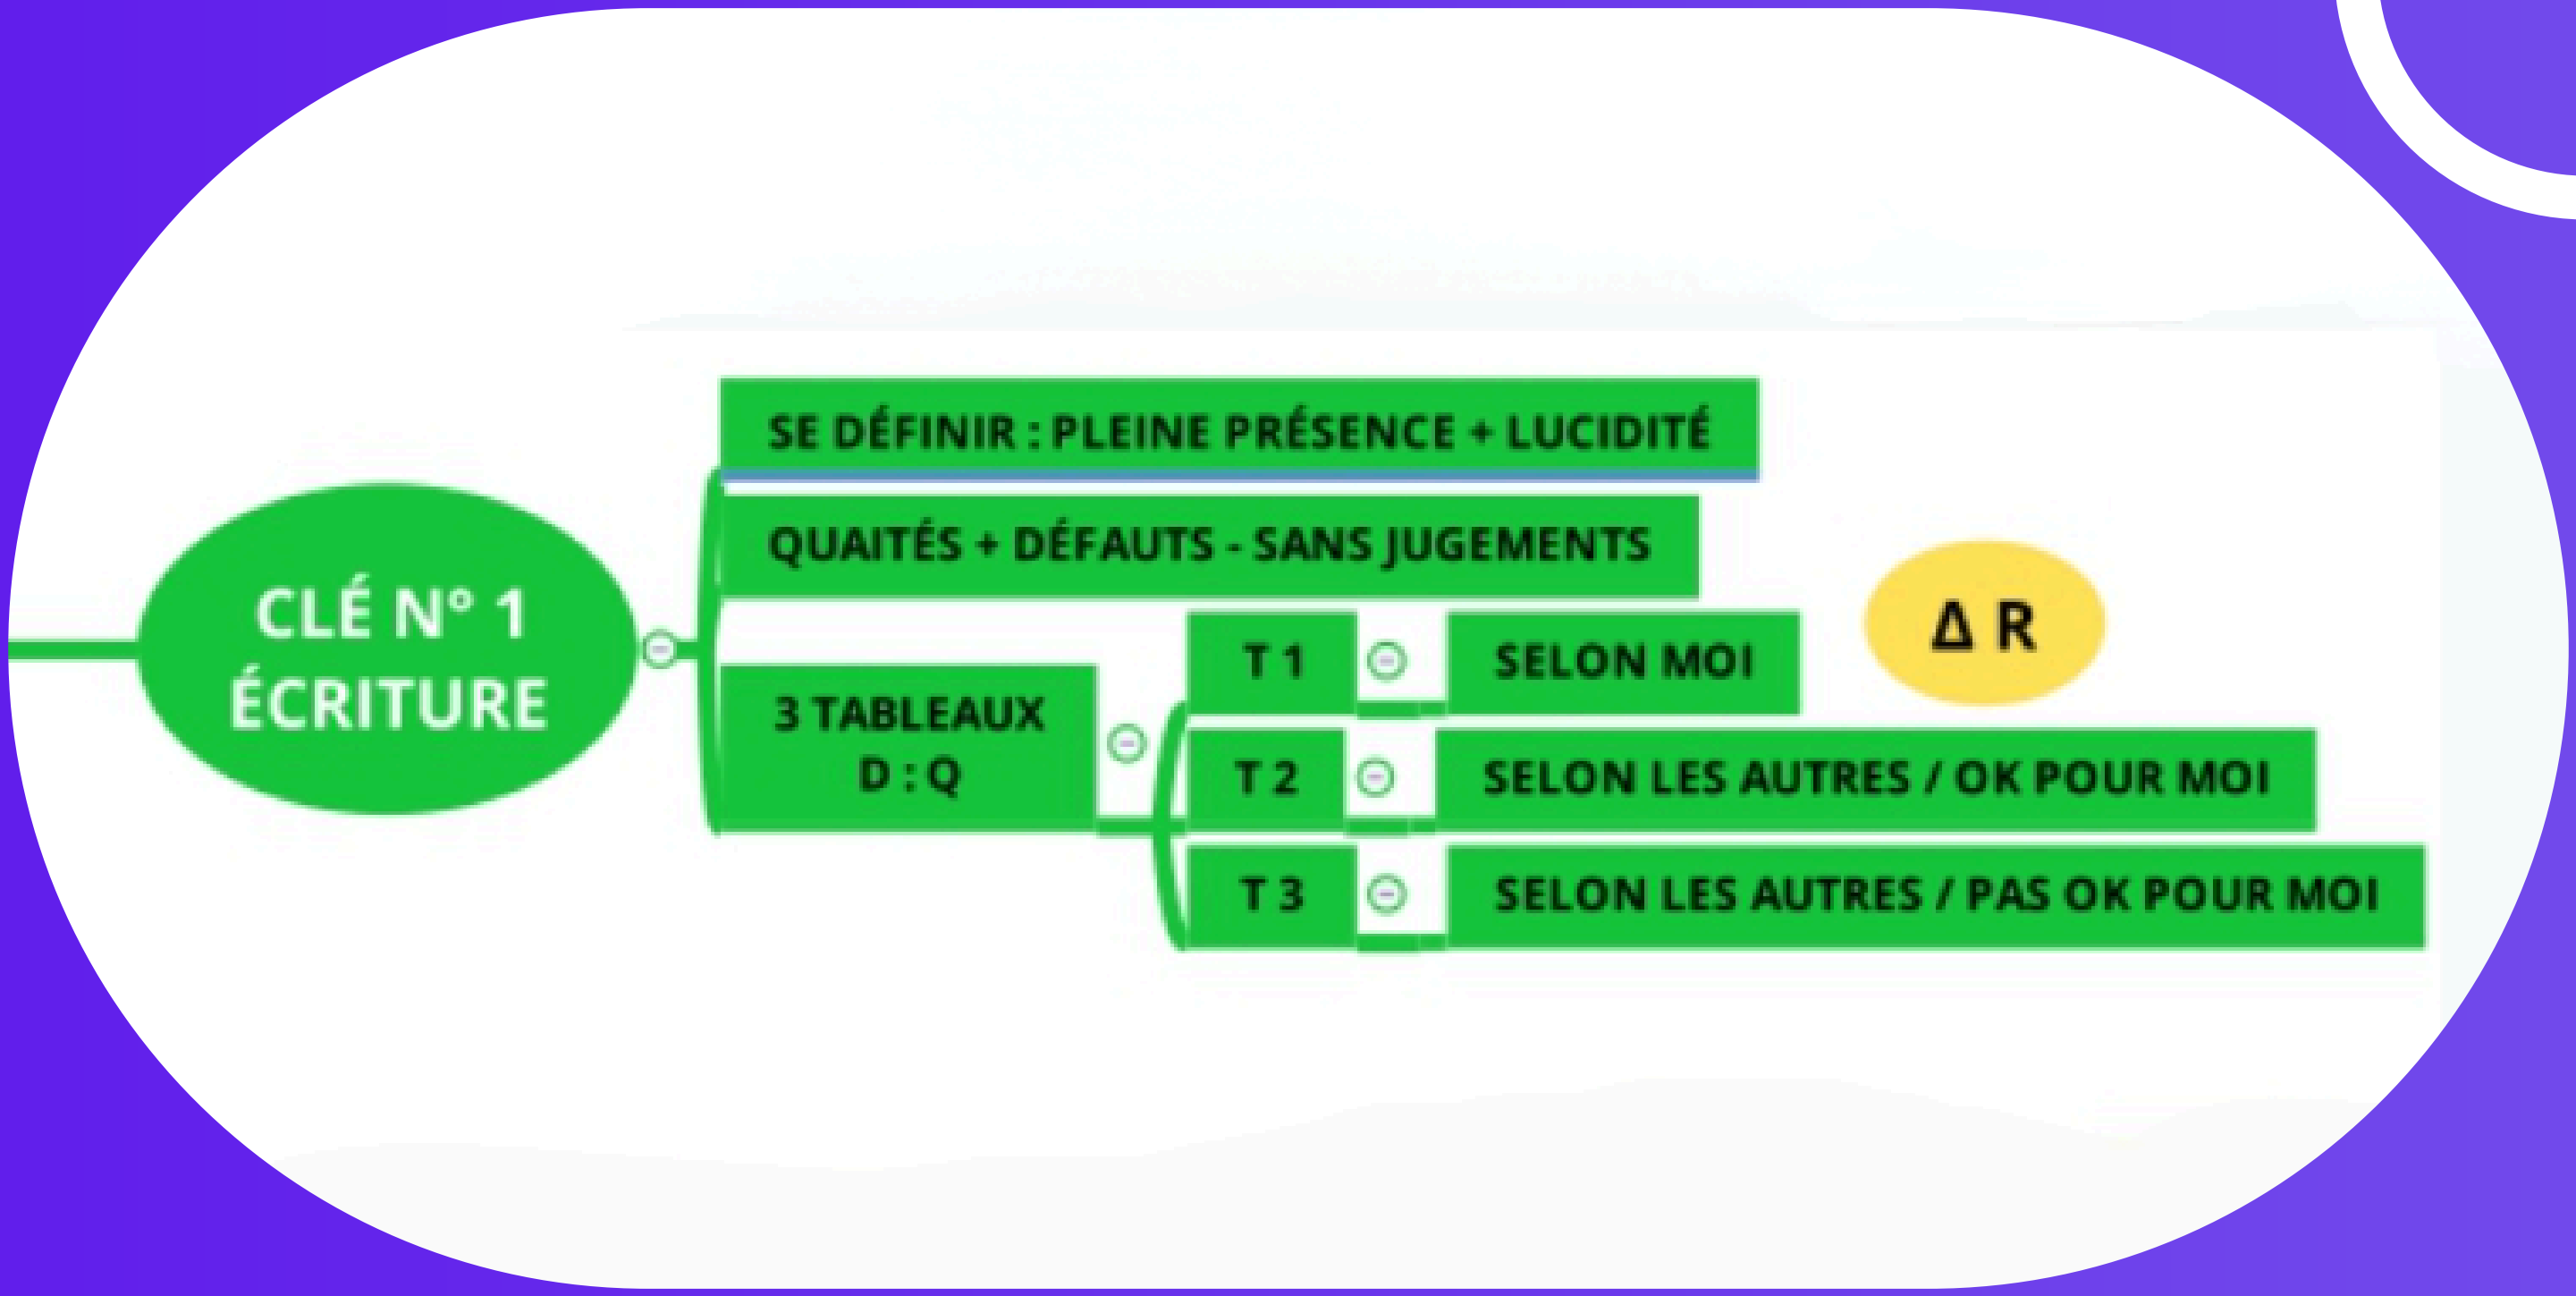 CLÉ N° 1
ÉCRITURE
SE DÉFINIR : PLEINE PRÉSENCE + LUCIDITÉ
QUAITÉS + DÉFAUTS - SANS JUGEMENTS
3 TABLEAUX
D : Q
T 1
SELON MOI
Δ R
T 2
SELON LES AUTRES / OK POUR MOI
T 3
SELON LES AUTRES / PAS OK POUR MOI